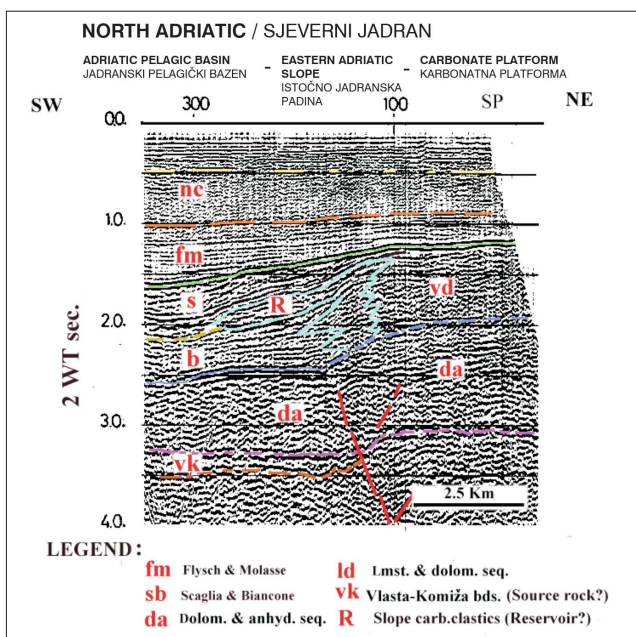 NORTH ADRIATIC / SJEVERNI JADRAN
ADRIATIC PELAGIC BASIN - EASTERN ADRIATIC SLOPE - CARBONATE PLATFORM
JADRANSKI PELAGIČKI BAZEN ISTOČNO JADRANSKA PADINA KARBONATNA PLATFORMA
SW 300 100 SP NE
0.0.
nc
1.0.
fm
s R vd
2.0.
b
da
da
3.0.
vk
2.5 Km
4.0.
2 WT sec.
LEGEND :
fm Flysch & Molasse
sb Scaglia & Biancone
da Dolom. & anhyd. seq.
ld Lmst. & dolom. seq.
vk Vlasta-Komiža bds. (Source rock?)
R Slope carb.clastics (Reservoir?)